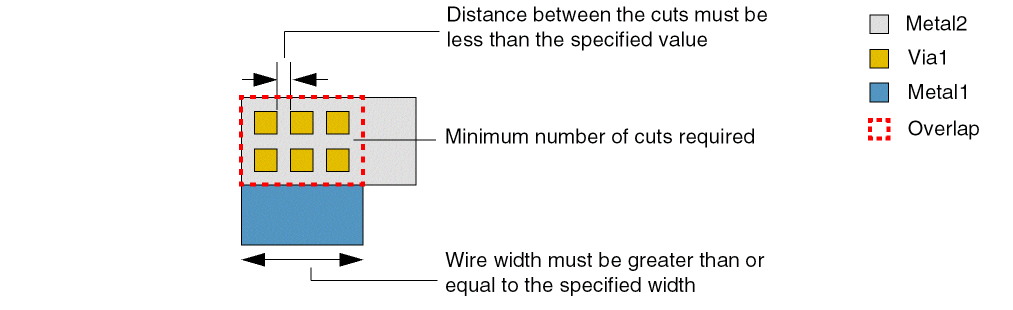 Distance between the cuts must be
less than the specified value
Minimum number of cuts required
Wire width must be greater than or
equal to the specified width
Metal2
Via1
Metal1
Overlap